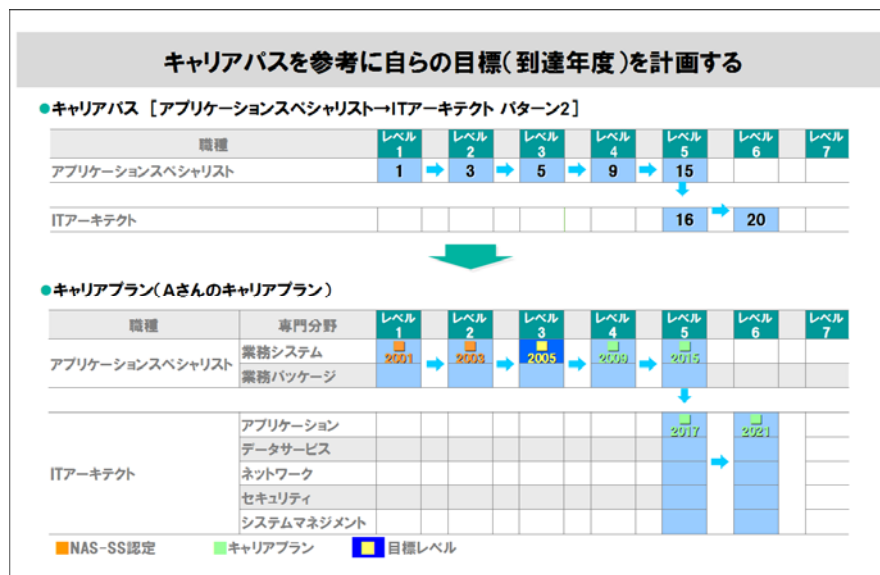 キャリアパスを参考に自らの目標(到達年度)を計画する
●キャリアパス [アプリケーションスペシャリスト→ITアーキテクト パターン2]
職種 レベル1 レベル2 レベル3 レベル4 レベル5 レベル6 レベル7
アプリケーションスペシャリスト 1 3 5 9 15
ITアーキテクト 16 20
●キャリアプラン(Aさんのキャリアプラン)
職種 専門分野 レベル1 レベル2 レベル3 レベル4 レベル5 レベル6 レベル7
アプリケーションスペシャリスト
業務システム 2001 2003 2005 2009 2015
業務パッケージ
ITアーキテクト
アプリケーション 2017 2021
データサービス
ネットワーク
セキュリティ
システムマネジメント
NAS-SS認定 キャリアプラン 目標レベル